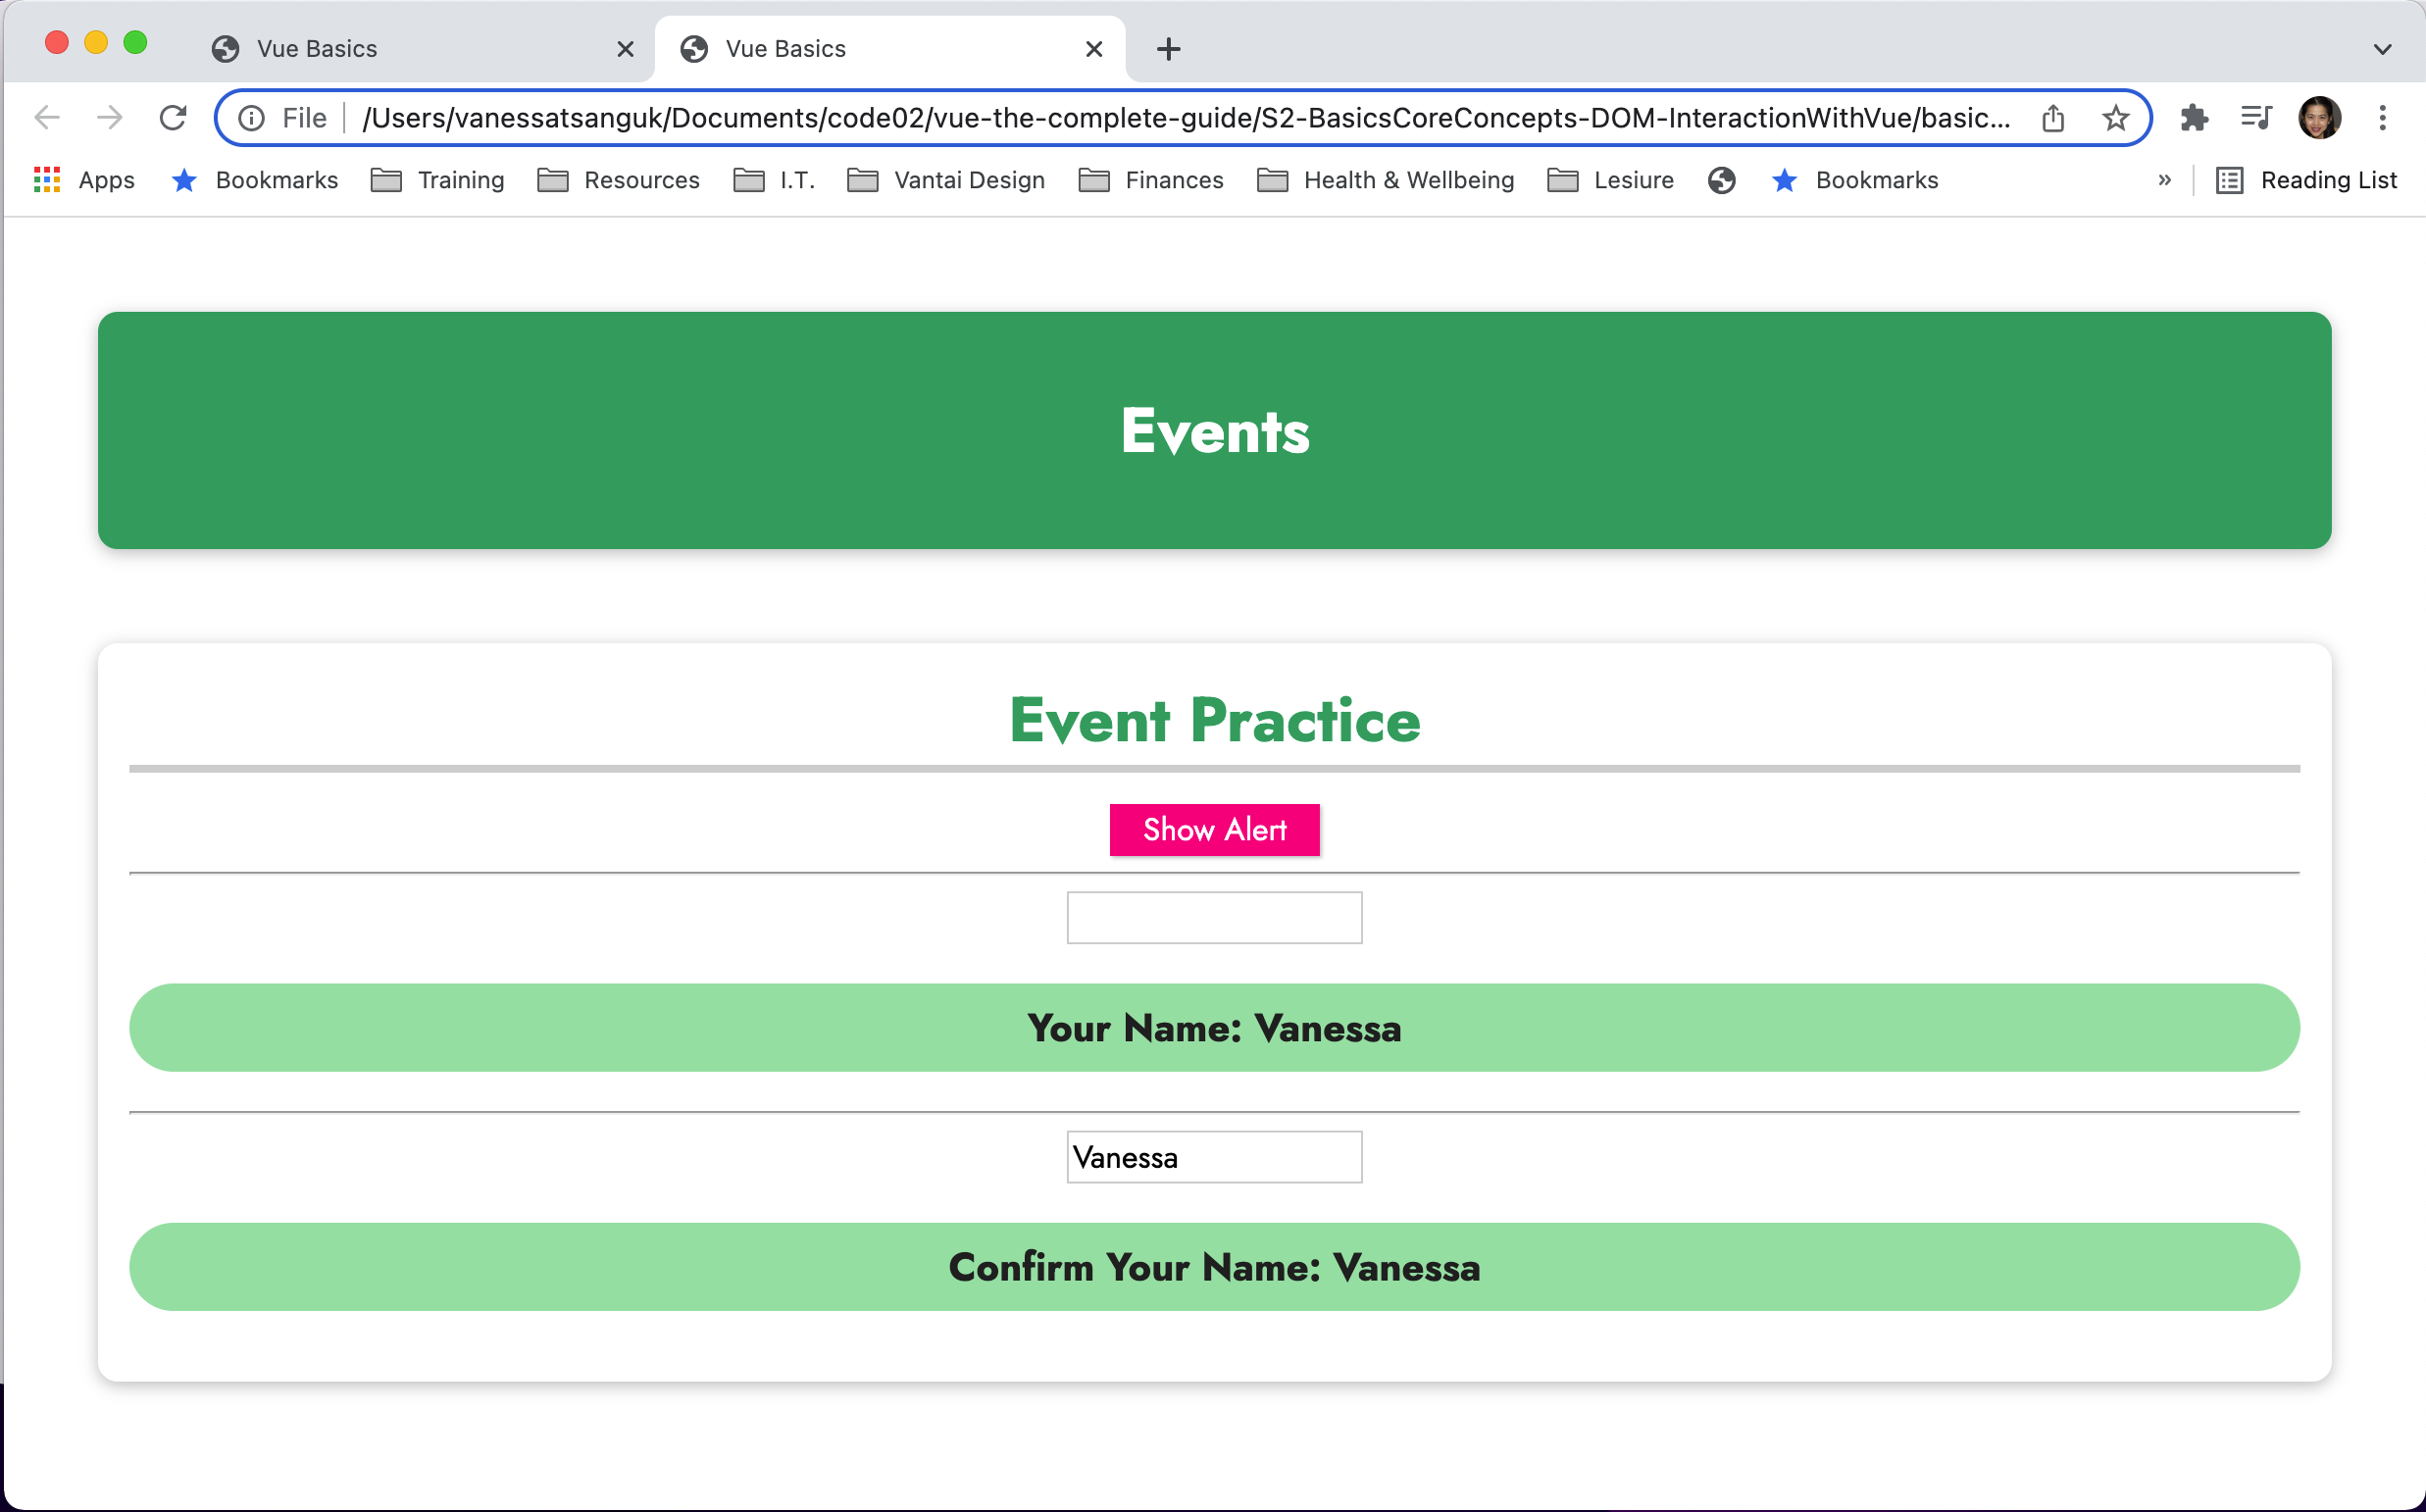 Vue Basics
Vue Basics
File /Users/vanessatsanguk/Documents/code02/vue-the-complete-guide/S2-BasicsCoreConcepts-DOM-InteractionWithVue/basic...
Apps Bookmarks Training Resources I.T. Vantai Design Finances Health & Wellbeing Lesiure Bookmarks » Reading List
Events
Event Practice
Show Alert
Your Name: Vanessa
Vanessa
Confirm Your Name: Vanessa